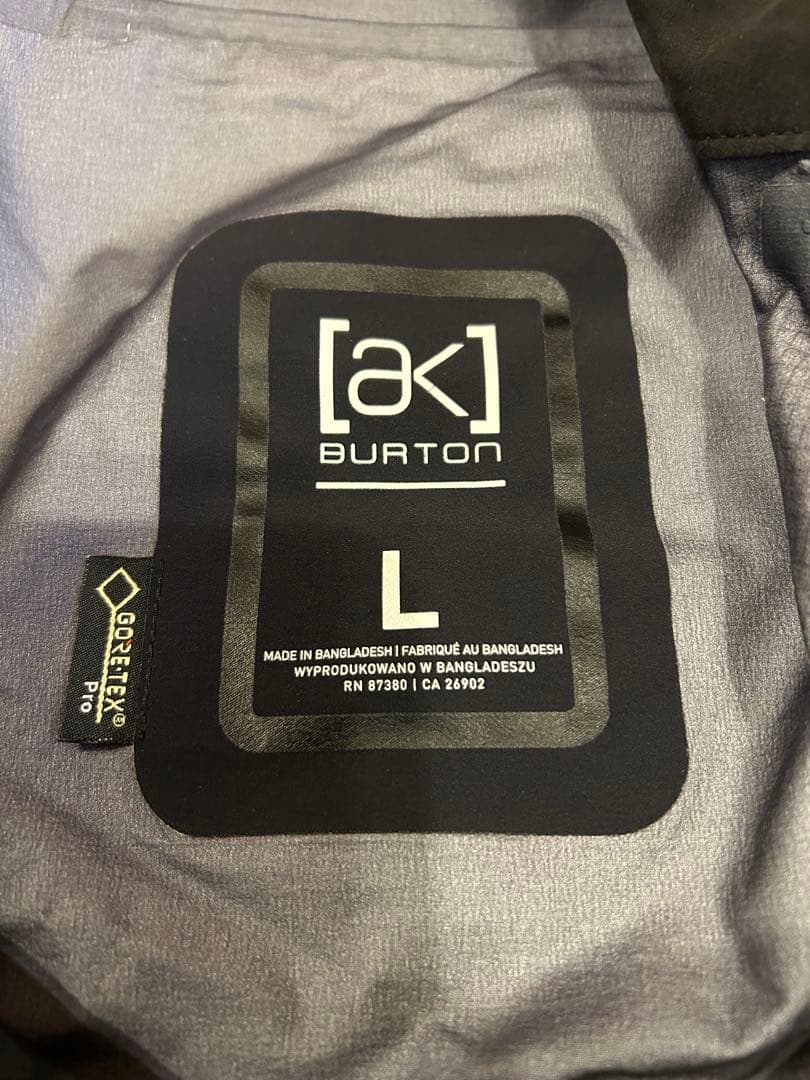 [ak]
BURTON
L
MADE IN BANGLADESH | FABRIQUÉ AU BANGLADESH
WYPRODUKOWANO W BANGLADESZU
RN 87380 | CA 26902
GORE-TEX®
Pro